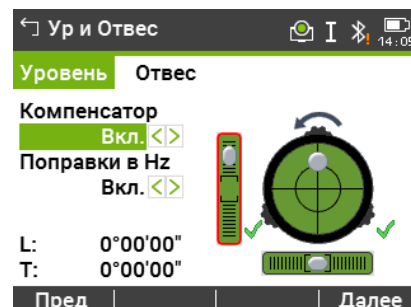 Ур и Отвес
I
14:05
Уровень Отвес
Компенсатор
Вкл.
Поправки в Hz
Вкл.
L: 0°00'00"
T: 0°00'00"
Пред Далее